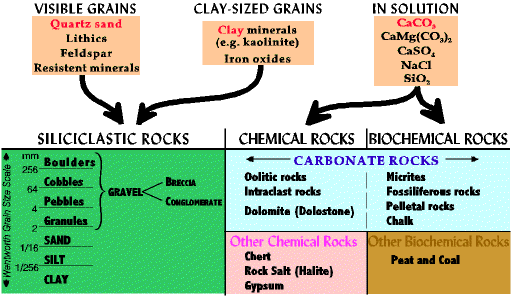 VISIBLE GRAINS
Quartz sand
Lithics
Feldspar
Resistent minerals
CLAY-SIZED GRAINS
Clay minerals
(e.g. kaolinite)
Iron oxides
IN SOLUTION
CaCO3
CaMg(CO3)2
CaSO4
NaCl
SiO2
SILICICLASTIC ROCKS
Wentworth Grain Size Scale
mm
Boulders
256
Cobbles
64
Pebbles
4
Granules
2
SAND
1/16
SILT
1/256
CLAY
GRAVEL
BRECCIA
CONGLOMERATE
CHEMICAL ROCKS
BIOCHEMICAL ROCKS
CARBONATE ROCKS
Oolitic rocks
Intraclast rocks
Dolomite (Dolostone)
Micrites
Fossiliferous rocks
Pelletal rocks
Chalk
Other Chemical Rocks
Chert
Rock Salt (Halite)
Gypsum
Other Biochemical Rocks
Peat and Coal